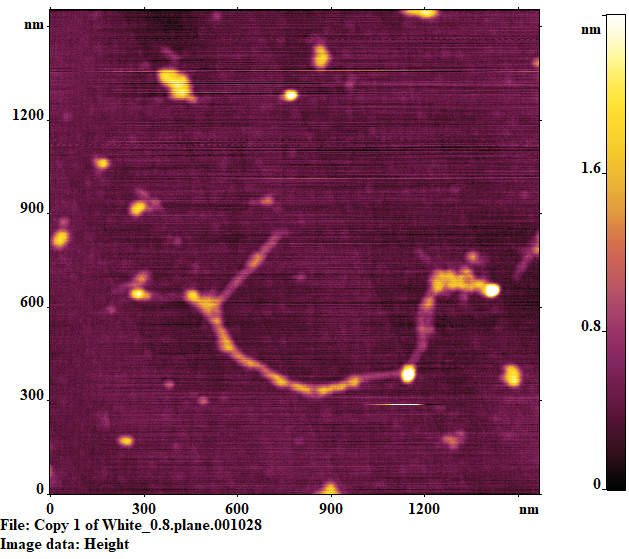 nm
nm
1200
1.6
900
600
0.8
300
0
0
0 300 600 900 1200 nm
File: Copy 1 of White_0.8.plane.001028
Image data: Height